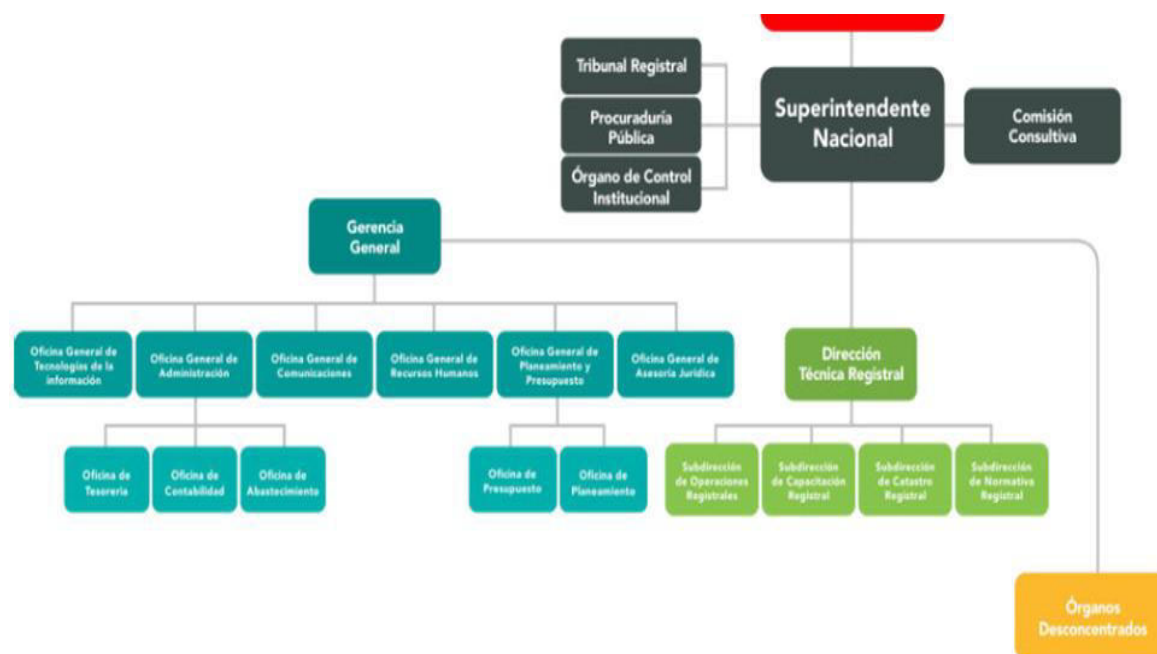 Tribunal Registral
Procuraduría
Pública
Órgano de Control
Institucional
Superintendente
Nacional
Comisión
Consultiva
Gerencia
General
Oficina General de
Tecnologías de la
información
Oficina General de
Administración
Oficina General de
Comunicaciones
Oficina General de
Recursos Humanos
Oficina General de
Planeamiento y
Presupuesto
Oficina General de
Asesoría Jurídica
Dirección
Técnica Registral
Oficina de
Tesorería
Oficina de
Contabilidad
Oficina de
Abastecimiento
Oficina de
Presupuesto
Oficina de
Planeamiento
Subdirección
de Operaciones
Registrales
Subdirección
de Capacitación
Registral
Subdirección
de Catastro
Registral
Subdirección
de Normativa
Registral
Órganos
Desconcentrados